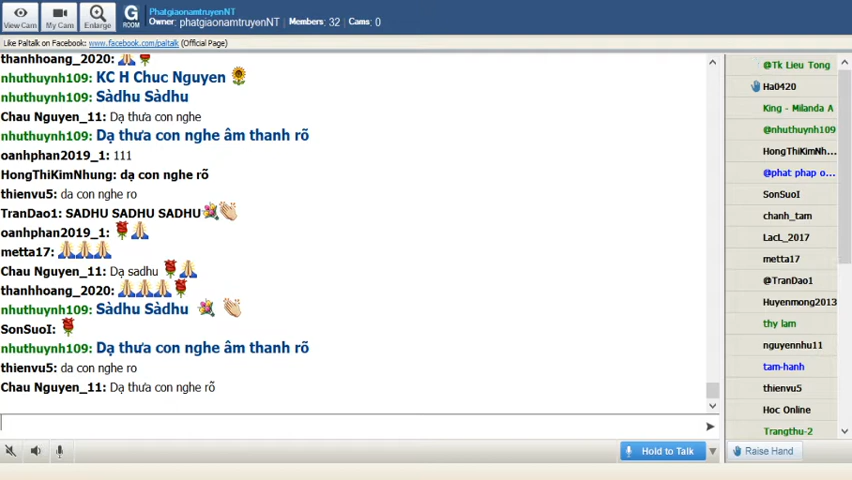 View Cam
My Cam
Enlarge
G
ROOM
PhatgiaonamtruyenNT
Owner: phatgiaonamtruyenNT Members: 32 Cams: 0
Like Paltalk on Facebook: www.facebook.com/paltalk (Official Page)
thanhhoang_2020:
nhuthuynh109: KC H Chuc Nguyen
nhuthuynh109: Sàdhu Sàdhu
Chau Nguyen_11: Dạ thưa con nghe
nhuthuynh109: Dạ thưa con nghe âm thanh rõ
oanhphan2019_1: 111
HongThiKimNhung: dạ con nghe rõ
thienvu5: da con nghe ro
TranDao1: SADHU SADHU SADHU
oanhphan2019_1:
metta17:
Chau Nguyen_11: Dạ sadhu
thanhhoang_2020:
nhuthuynh109: Sàdhu Sàdhu
SonSuoI:
nhuthuynh109: Dạ thưa con nghe âm thanh rõ
thienvu5: da con nghe ro
Chau Nguyen_11: Dạ thưa con nghe rõ
Hold to Talk
@Tk Lieu Tong
Ha0420
King - Milanda A
@nhuthuynh109
HongThiKimNh...
@phat phap o...
SonSuoI
chanh_tam
LacL_2017
metta17
@TranDao1
Huyenmong2013
thy lam
nguyennhu11
tam-hanh
thienvu5
Hoc Online
Trangthu-2
Raise Hand